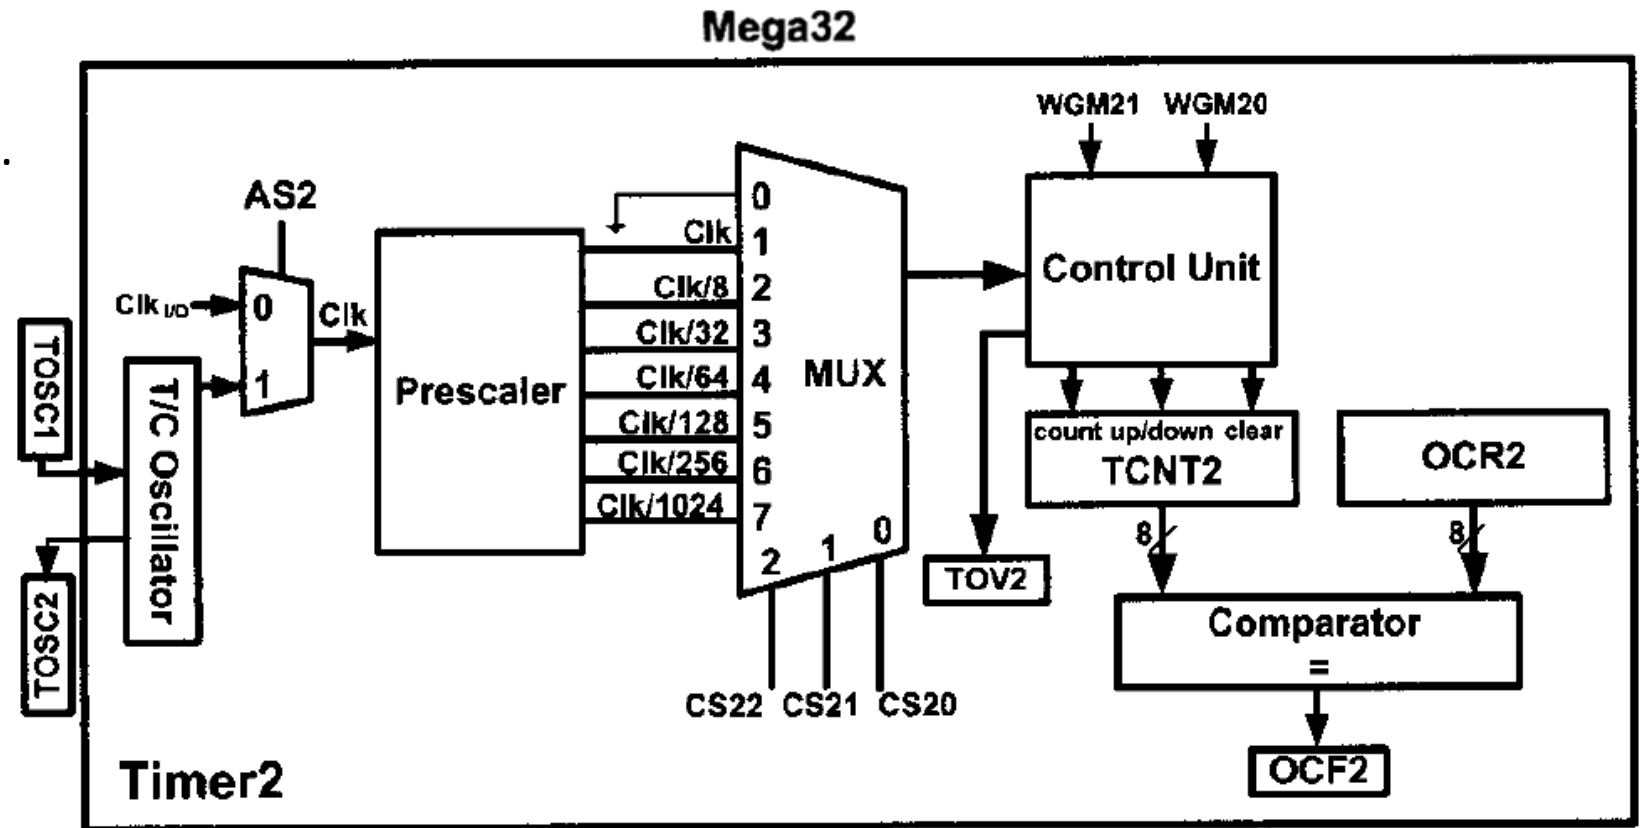 Mega32
WGM21 WGM20
AS2
Clk I/O
0
1
Clk
TOSC1
T/C Oscillator
TOSC2
Prescaler
0
Clk 1
Clk/8 2
Clk/32 3
Clk/64 4
Clk/128 5
Clk/256 6
Clk/1024 7
MUX
2 1 0
CS22 CS21 CS20
Control Unit
count up/down clear
TCNT2
OCR2
8
8
TOV2
Comparator
=
OCF2
Timer2